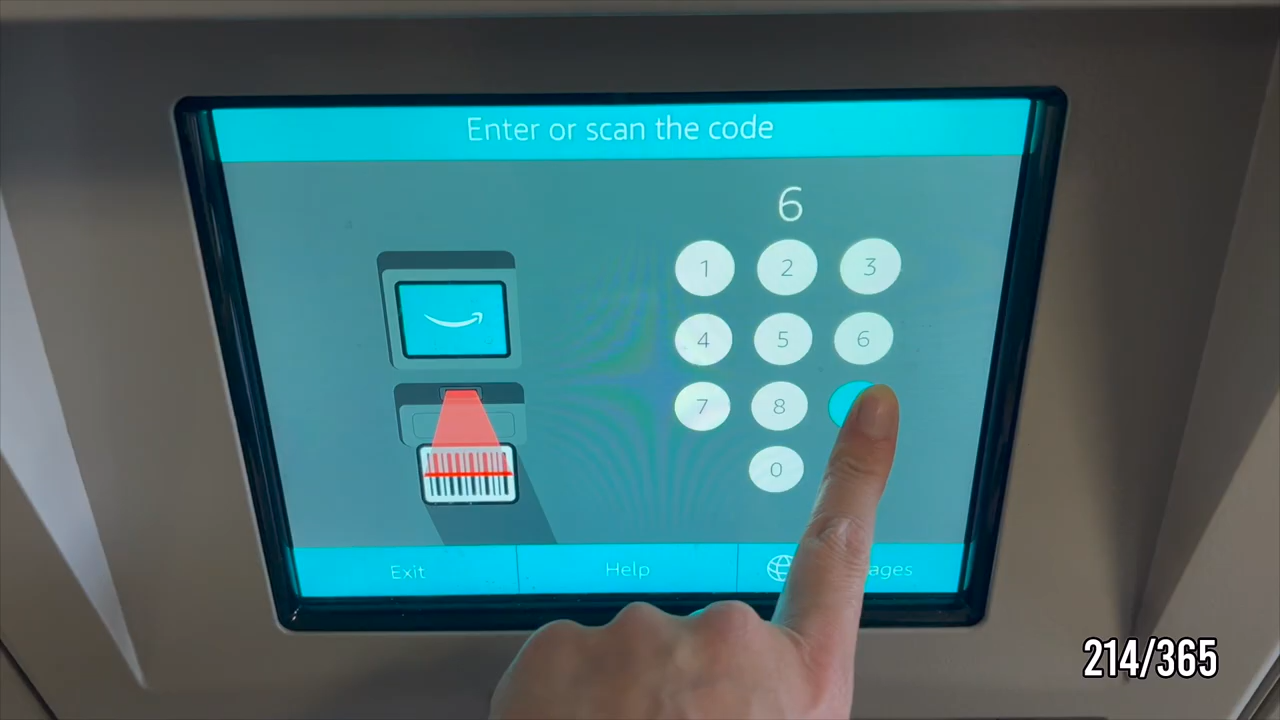 Enter or scan the code
6
1 2 3
4 5 6
7 8
0
Exit Help ages
214/365